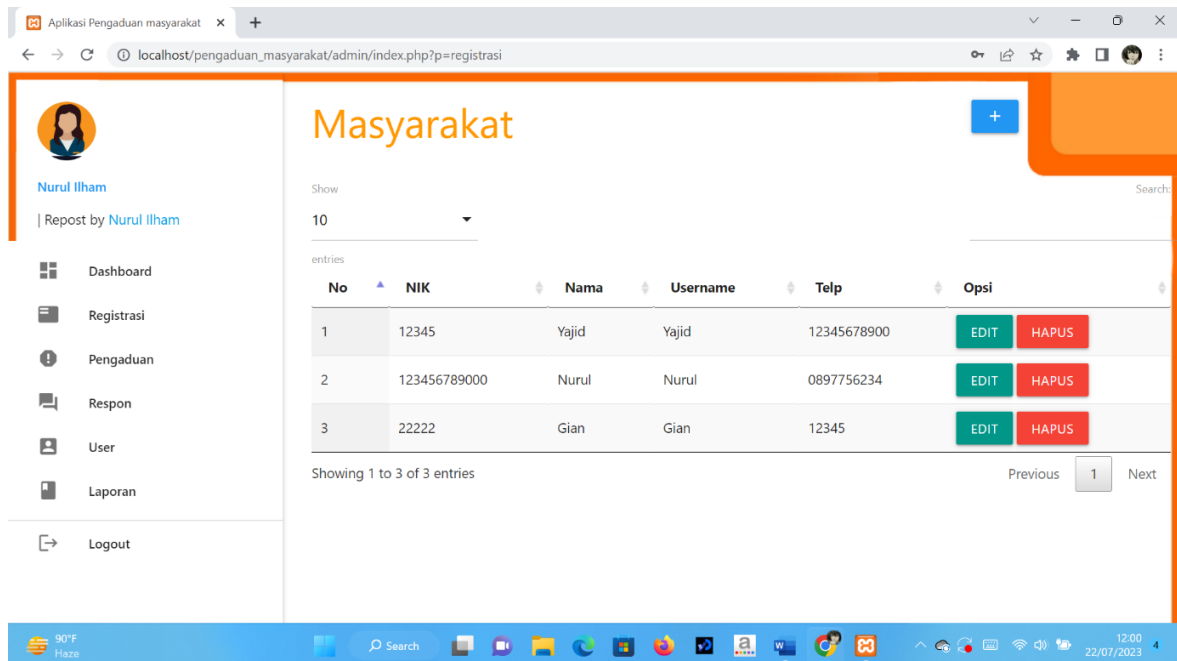 Aplikasi Pengaduan masyarakat
localhost/pengaduan_masyarakat/admin/index.php?p=registrasi
Nurul Ilham
| Repost by Nurul Ilham
Dashboard
Registrasi
Pengaduan
Respon
User
Laporan
Logout
Masyarakat
+
Show
Search:
10
entries
No NIK Nama Username Telp Opsi
1 12345 Yajid Yajid 12345678900 EDIT HAPUS
2 123456789000 Nurul Nurul 0897756234 EDIT HAPUS
3 22222 Gian Gian 12345 EDIT HAPUS
Showing 1 to 3 of 3 entries
Previous 1 Next
90°F
Haze
Search
12:00
22/07/2023
4